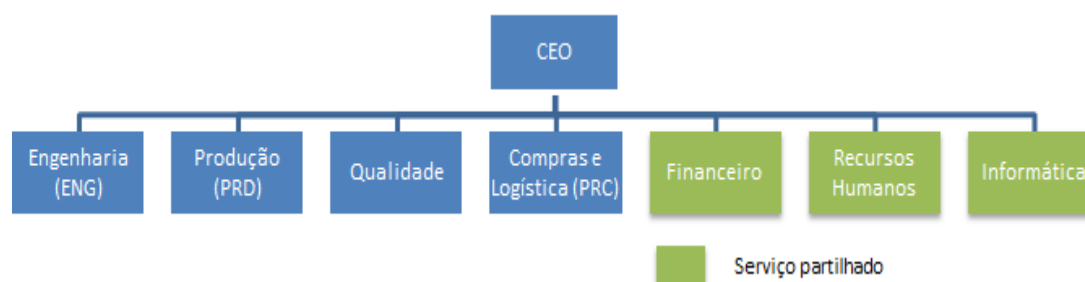 CEO
Engenharia
(ENG)
Produção
(PRD)
Qualidade
Compras e
Logística (PRC)
Financeiro
Recursos
Humanos
Informática
Serviço partilhado